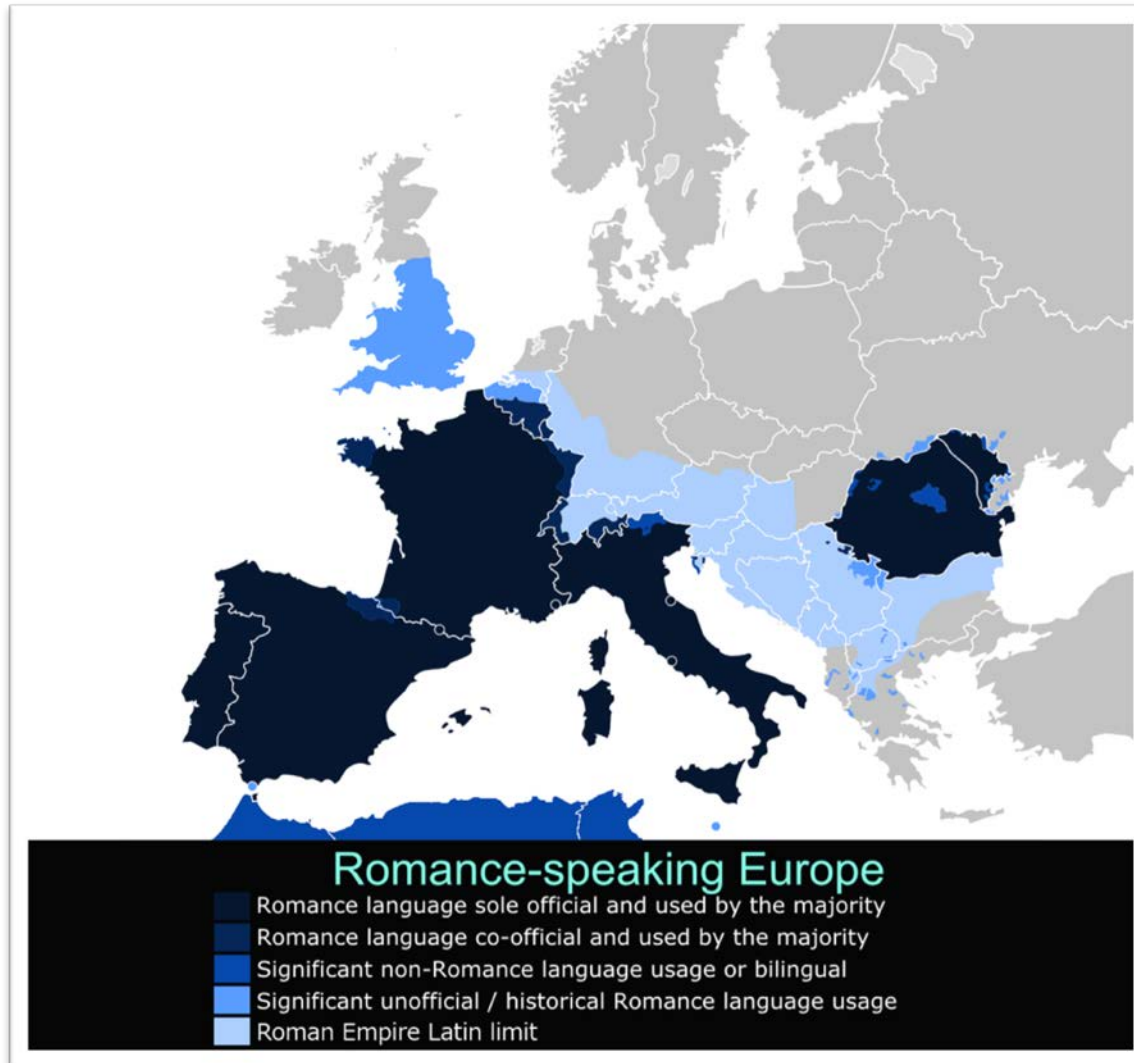 Romance-speaking Europe
Romance language sole official and used by the majority
Romance language co-official and used by the majority
Significant non-Romance language usage or bilingual
Significant unofficial / historical Romance language usage
Roman Empire Latin limit